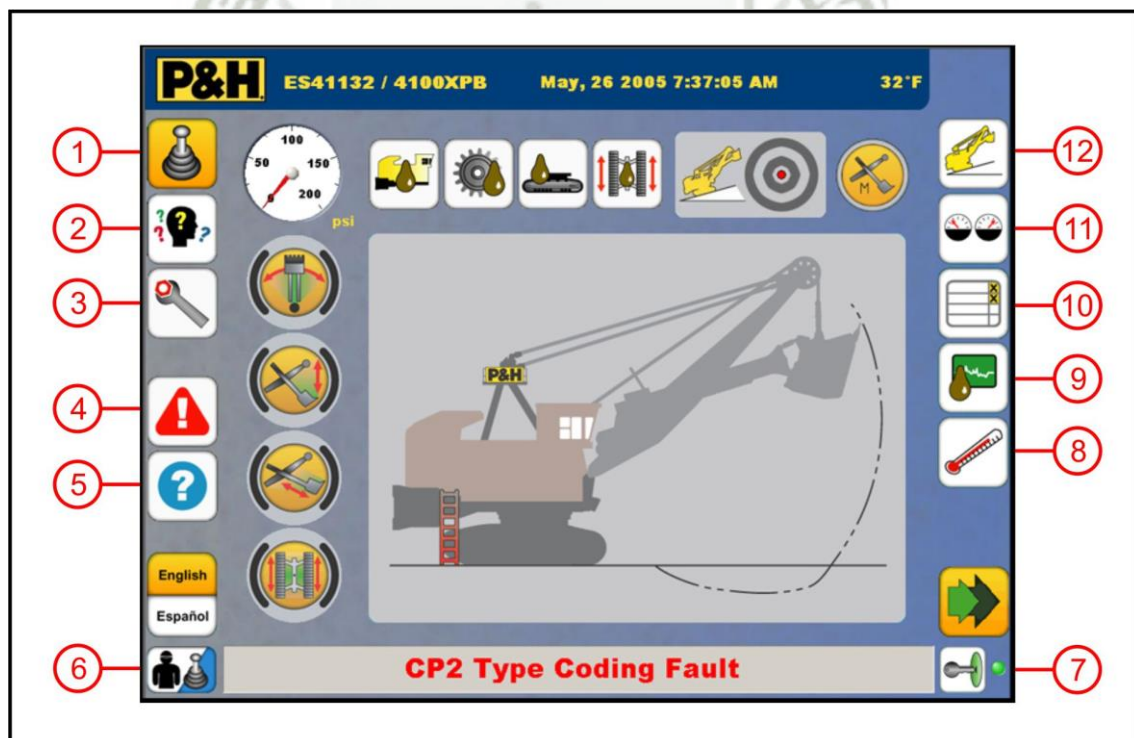 P&H
ES41132 / 4100XPB
May, 26 2005 7:37:05 AM
32°F
1
2
3
4
5
6
7
8
9
10
11
12
0
50
100
150
200
psi
M
?
?
?
?
!
?
P&H
X
X
English
Español
CP2 Type Coding Fault